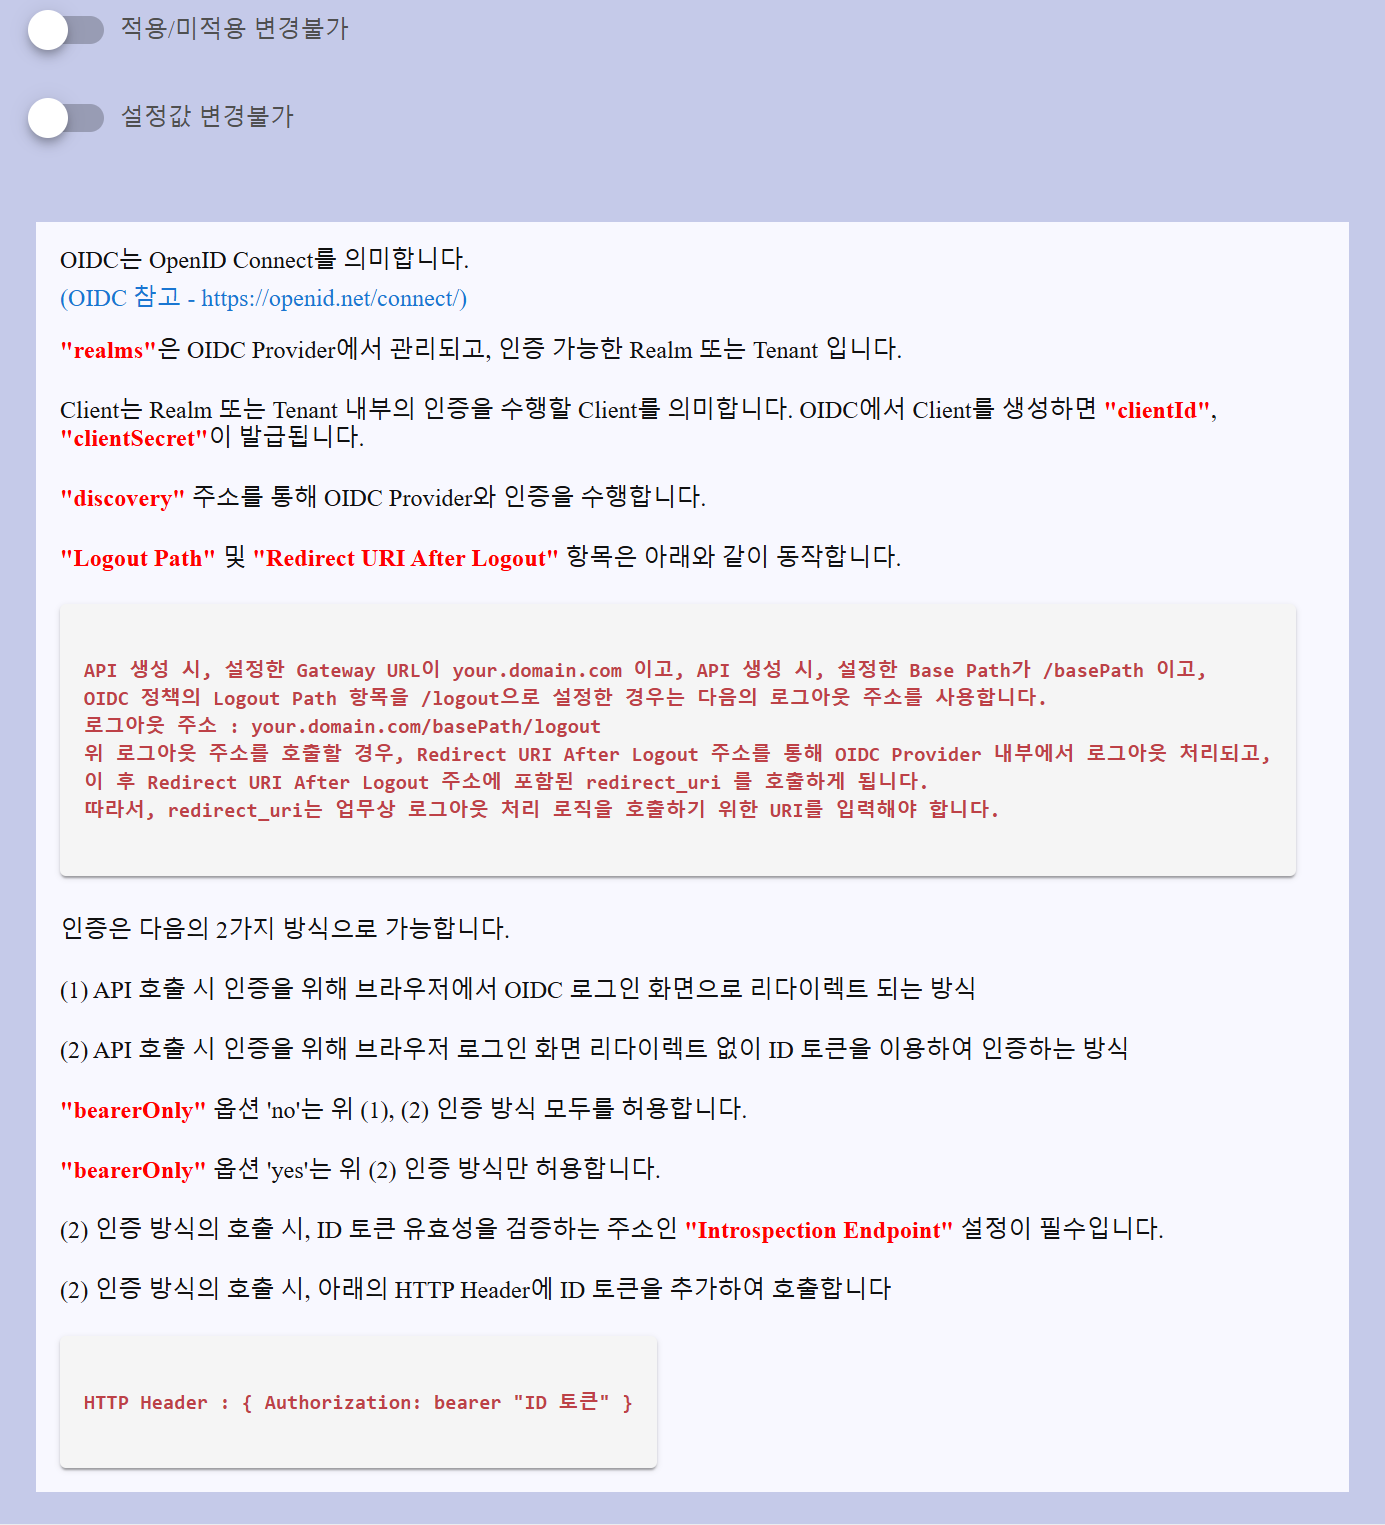 적용/미적용 변경불가
설정값 변경불가
OIDC는 OpenID Connect를 의미합니다.
(OIDC 참고 - https://openid.net/connect/)
"realms"은 OIDC Provider에서 관리되고, 인증 가능한 Realm 또는 Tenant 입니다.
Client는 Realm 또는 Tenant 내부의 인증을 수행할 Client를 의미합니다. OIDC에서 Client를 생성하면 "clientId",
"clientSecret"이 발급됩니다.
"discovery" 주소를 통해 OIDC Provider와 인증을 수행합니다.
"Logout Path" 및 "Redirect URI After Logout" 항목은 아래와 같이 동작합니다.
API 생성 시, 설정한 Gateway URL이 your.domain.com 이고, API 생성 시, 설정한 Base Path가 /basePath 이고,
OIDC 정책의 Logout Path 항목을 /logout으로 설정한 경우는 다음의 로그아웃 주소를 사용합니다.
로그아웃 주소 : your.domain.com/basePath/logout
위 로그아웃 주소를 호출할 경우, Redirect URI After Logout 주소를 통해 OIDC Provider 내부에서 로그아웃 처리되고,
이 후 Redirect URI After Logout 주소에 포함된 redirect_uri 를 호출하게 됩니다.
따라서, redirect_uri는 업무상 로그아웃 처리 로직을 호출하기 위한 URI를 입력해야 합니다.
인증은 다음의 2가지 방식으로 가능합니다.
(1) API 호출 시 인증을 위해 브라우저에서 OIDC 로그인 화면으로 리다이렉트 되는 방식
(2) API 호출 시 인증을 위해 브라우저 로그인 화면 리다이렉트 없이 ID 토큰을 이용하여 인증하는 방식
"bearerOnly" 옵션 'no'는 위 (1), (2) 인증 방식 모두를 허용합니다.
"bearerOnly" 옵션 'yes'는 위 (2) 인증 방식만 허용합니다.
(2) 인증 방식의 호출 시, ID 토큰 유효성을 검증하는 주소인 "Introspection Endpoint" 설정이 필수입니다.
(2) 인증 방식의 호출 시, 아래의 HTTP Header에 ID 토큰을 추가하여 호출합니다
HTTP Header : { Authorization: bearer "ID 토큰" }